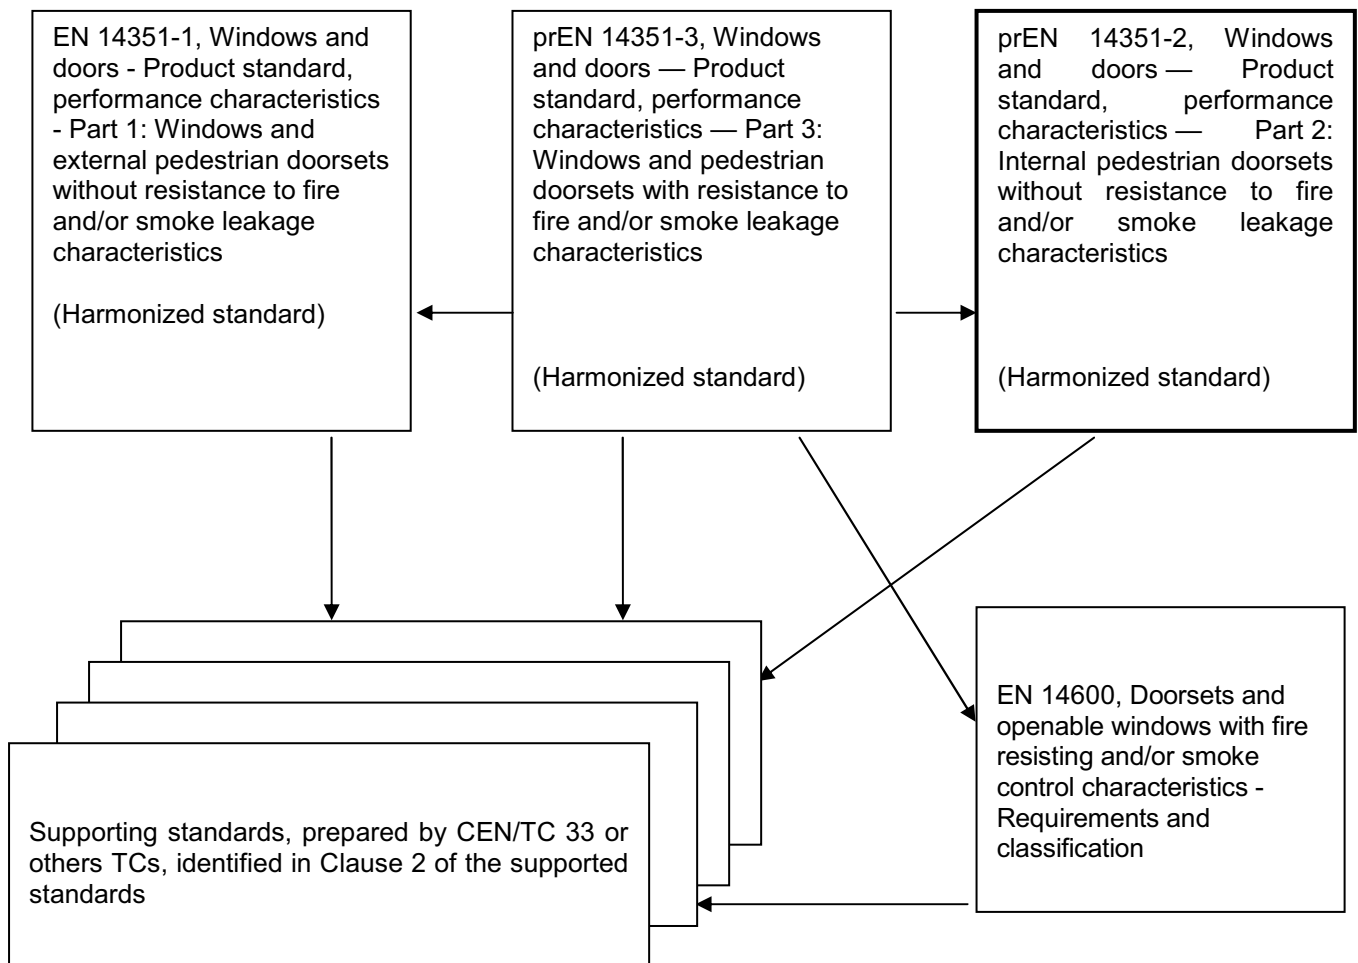 EN 14351-1, Windows and
doors - Product standard,
performance characteristics
- Part 1: Windows and
external pedestrian doorsets
without resistance to fire
and/or smoke leakage
characteristics
(Harmonized standard)
prEN 14351-3, Windows
and doors — Product
standard, performance
characteristics — Part 3:
Windows and pedestrian
doorsets with resistance to
fire and/or smoke leakage
characteristics
(Harmonized standard)
prEN 14351-2, Windows
and doors — Product
standard, performance
characteristics — Part 2:
Internal pedestrian doorsets
without resistance to fire
and/or smoke leakage
characteristics
(Harmonized standard)
Supporting standards, prepared by CEN/TC 33 or
others TCs, identified in Clause 2 of the supported
standards
EN 14600, Doorsets and
openable windows with fire
resisting and/or smoke
control characteristics -
Requirements and
classification